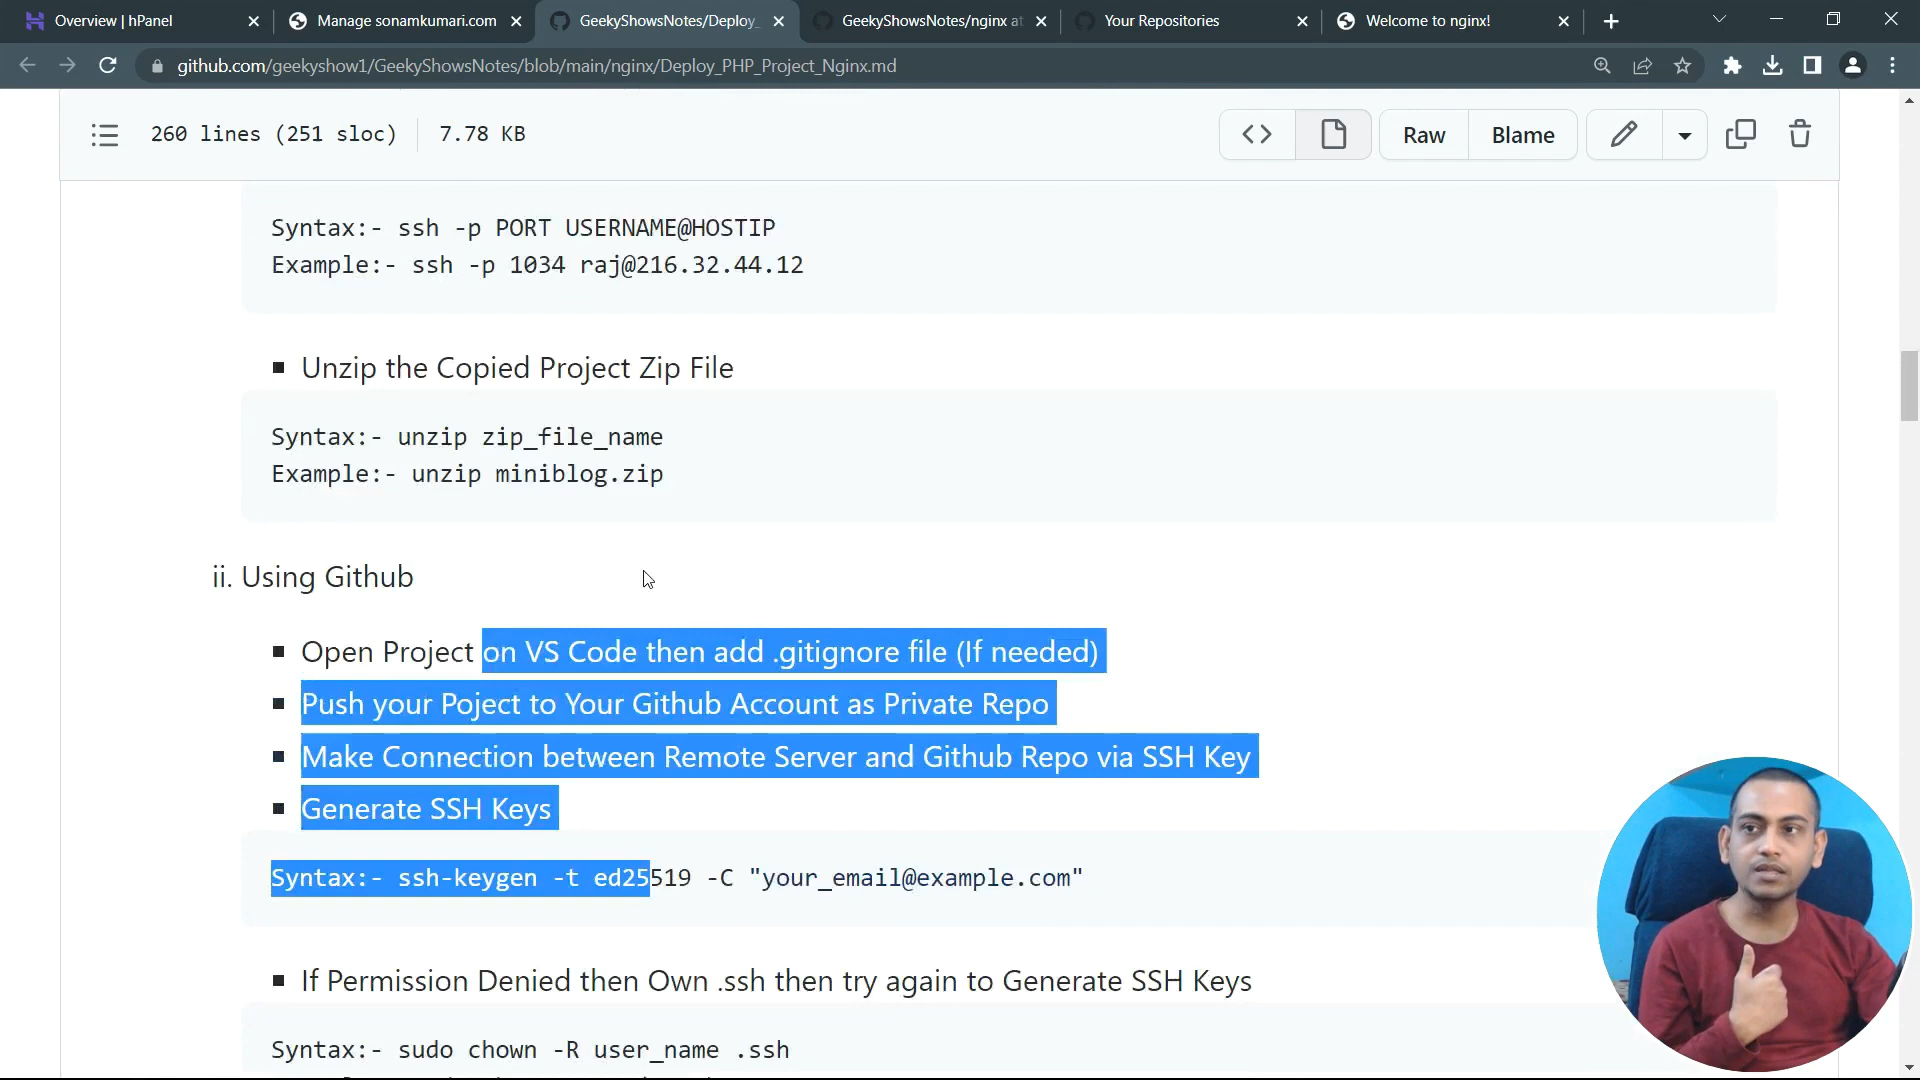 Overview | hPanel
Manage sonamkumari.com
GeekyShowsNotes/Deploy_
GeekyShowsNotes/nginx at
Your Repositories
Welcome to nginx!
github.com/geekyshow1/GeekyShowsNotes/blob/main/nginx/Deploy_PHP_Project_Nginx.md
260 lines (251 sloc) 7.78 KB
Raw
Blame
Syntax:- ssh -p PORT USERNAME@HOSTIP
Example:- ssh -p 1034 raj@216.32.44.12
Unzip the Copied Project Zip File
Syntax:- unzip zip_file_name
Example:- unzip miniblog.zip
ii. Using Github
Open Project on VS Code then add .gitignore file (If needed)
Push your Poject to Your Github Account as Private Repo
Make Connection between Remote Server and Github Repo via SSH Key
Generate SSH Keys
Syntax:- ssh-keygen -t ed25519 -C "your_email@example.com"
If Permission Denied then Own .ssh then try again to Generate SSH Keys
Syntax:- sudo chown -R user_name .ssh